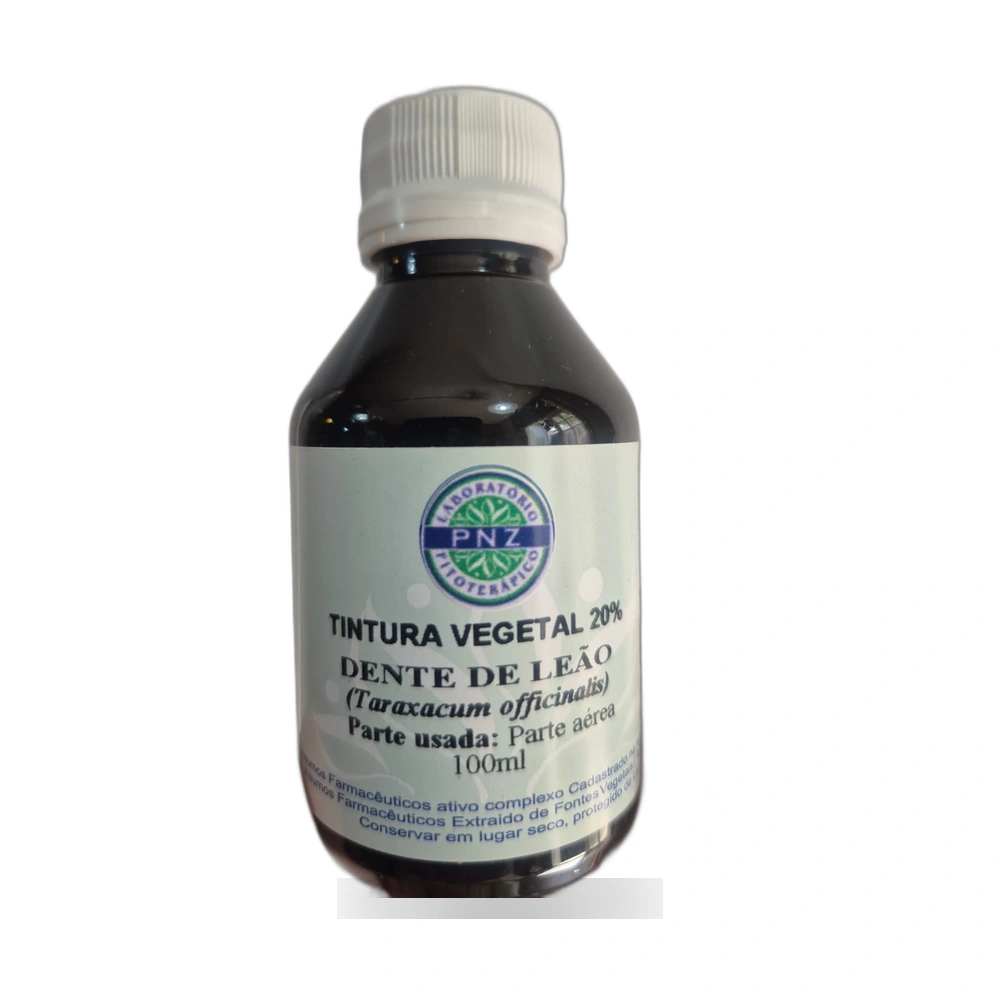 LABORATÓRIO
PNZ
FITOTERÁPICO
TINTURA VEGETAL 20%
DENTE DE LEÃO
(Taraxacum officinalis)
Parte usada: Parte aérea
100ml
Farmacêuticos ativo complexo Cadastrado
Farmacêuticos Extraido de Fontes Vegetais
Conservar em lugar seco, protegido